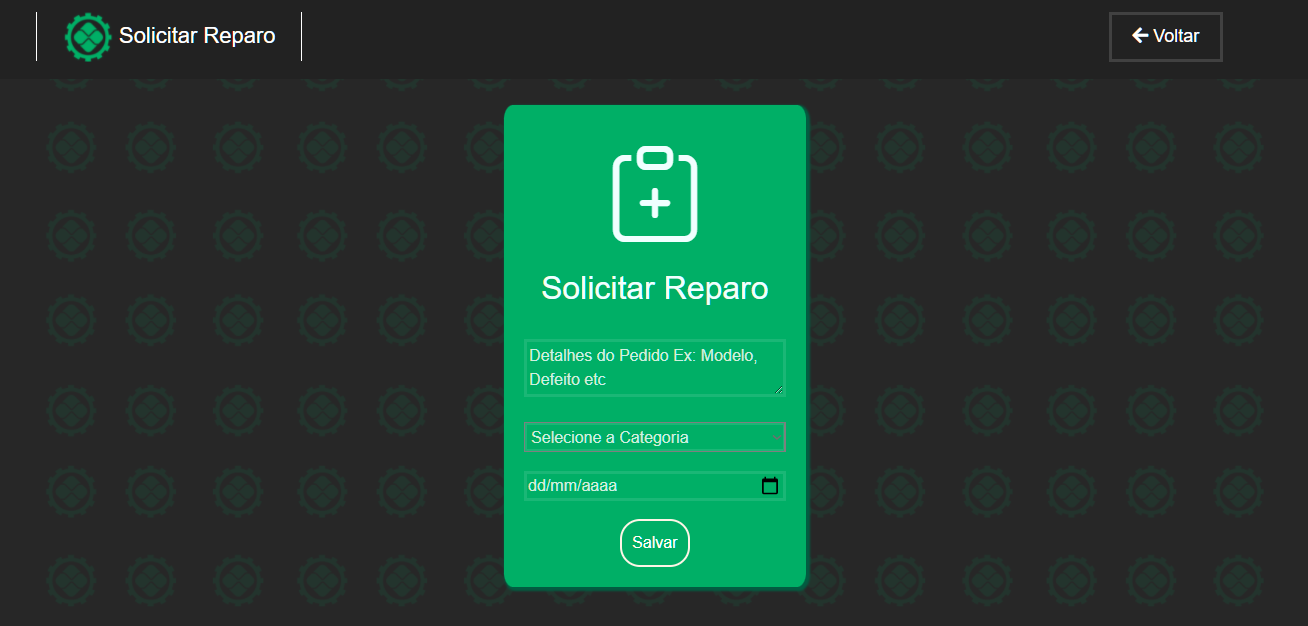 Solicitar Reparo
Voltar
Solicitar Reparo
Detalhes do Pedido Ex: Modelo,
Defeito etc
Selecione a Categoria
dd/mm/aaaa
Salvar